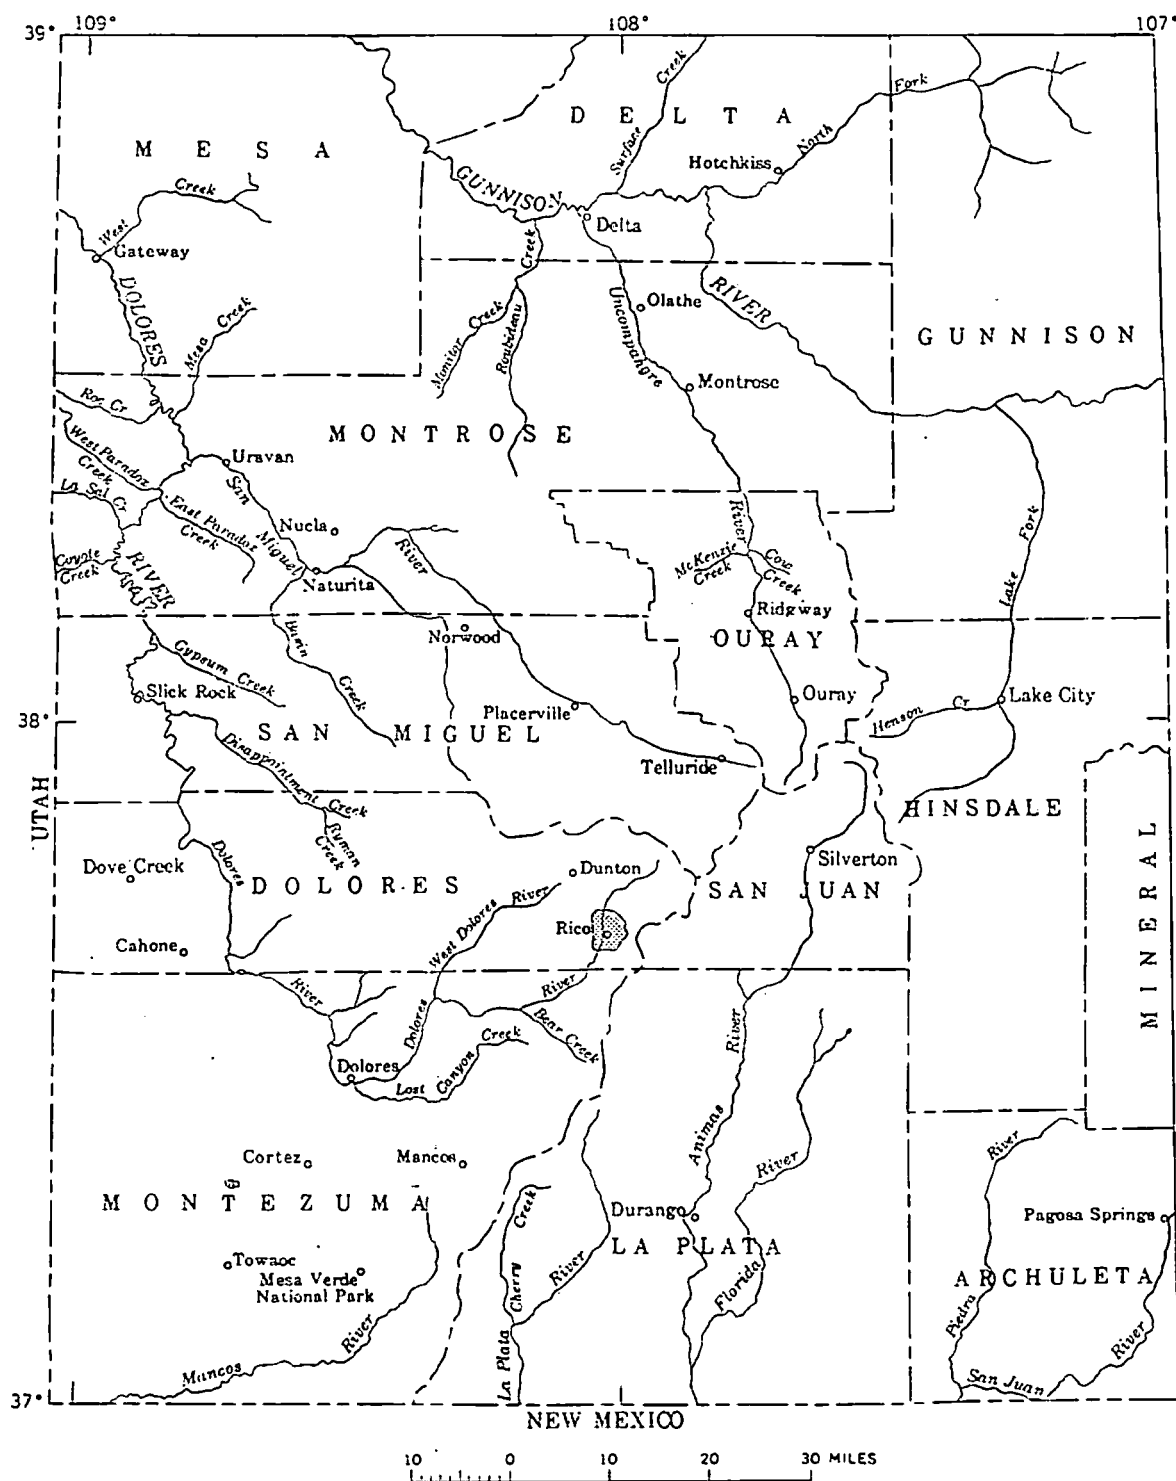 109°
108°
107°
39°
DELTA
MESA
Creek
Surface
Fork
North
Hotchkiss
GUNNISON
Creek
West
Gateway
Delta
Creek
DOLORES
Mesa Creek
Monitor Creek
Roubideau
Uncompahgre
Olathe
RIVER
GUNNISON
Montrose
Roc Cr
MONTROSE
West Paradox
Creek
La Sal Cr
Uravan
San
Miguel
East Paradox
Creek
Nucla
River
Coyote
Creek
RIVER
Naturita
River
McKenzie
Creek
Cow
Creek
Lake Fork
Ridgway
Norwood
OURAY
Basin
Creek
Gypsum Creek
Slick Rock
Ouray
Lake City
Henson Cr
38°
Placerville
SAN MIGUEL
Disappointment Creek
Telluride
UTAH
HINSDALE
Ryman
Creek
Dolores
Silverton
Dove Creek
DOLORES
Dunton
SAN JUAN
West Dolores River
Rico
Cahone
MINERAL
River
River
Dolores
Bear Creek
River
Dolores
Lost Canyon Creek
Animas
River
River
Cortez
Mancos
MONTEZUMA
Creek
Durango
Pagosa Springs
LA PLATA
Towaoc
Mesa Verde
National Park
River
Cherry
Florida
ARCHULETA
Piedra
River
Mancos
River
La Plata
San Juan
37°
NEW MEXICO
10 0 10 20 30 MILES